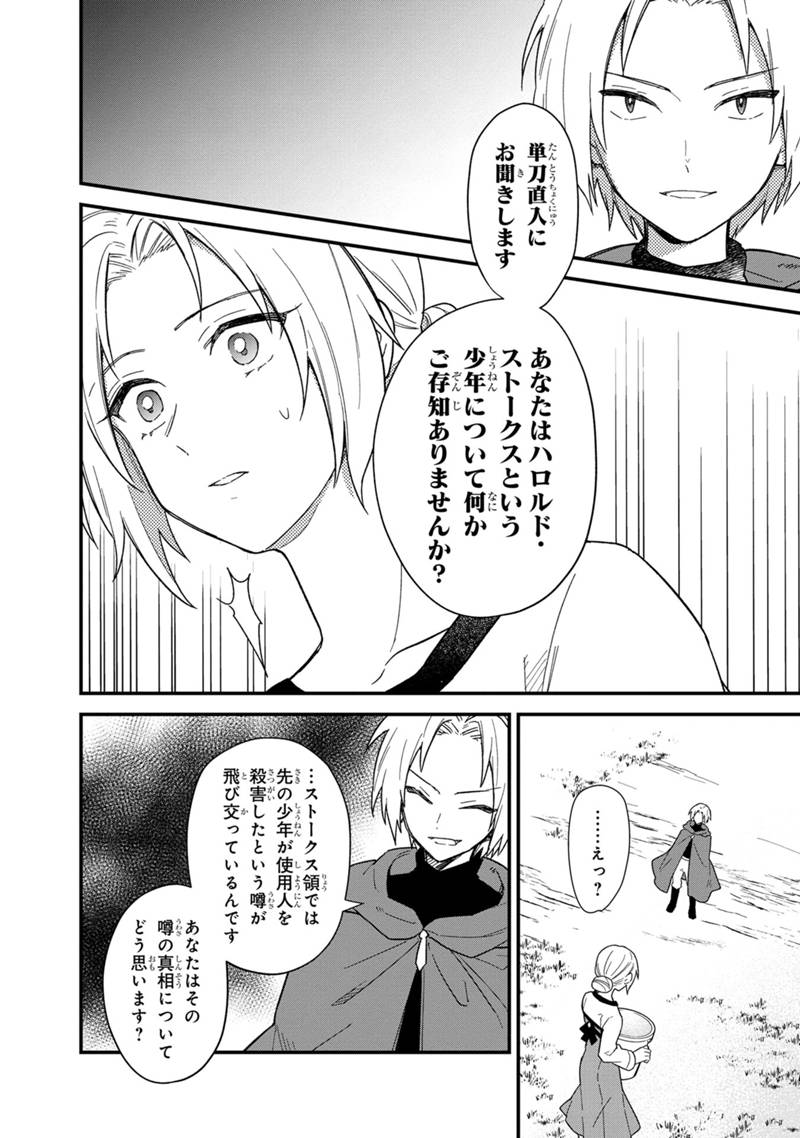 単刀直入に
お聞きします
あなたはハロルド・
ストークスという
少年について何か
ご存知ありませんか？
……えっ？
…ストークス領では
先の少年が使用人を
殺害したという噂が
飛び交っているんです
あなたはその
噂の真相について
どう思います？